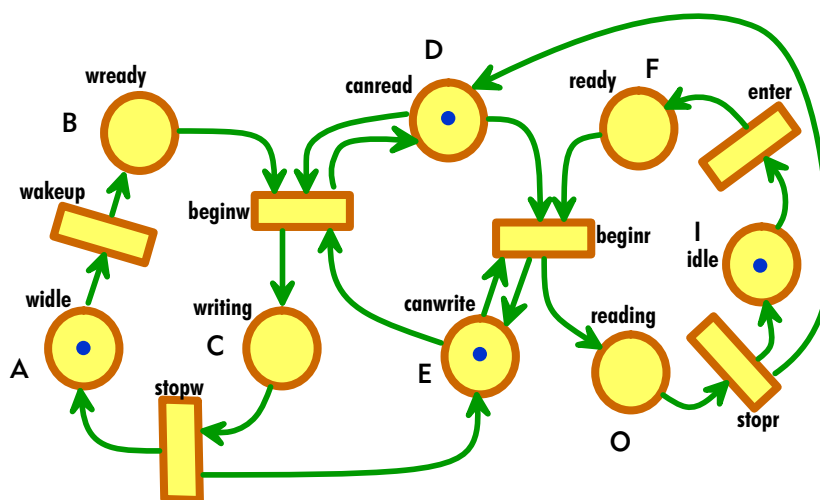 D
wready
canread
ready
F
enter
B
wakeup
beginw
beginr
I
idle
widle
writing
canwrite
reading
A
C
E
stopw
stopr
O